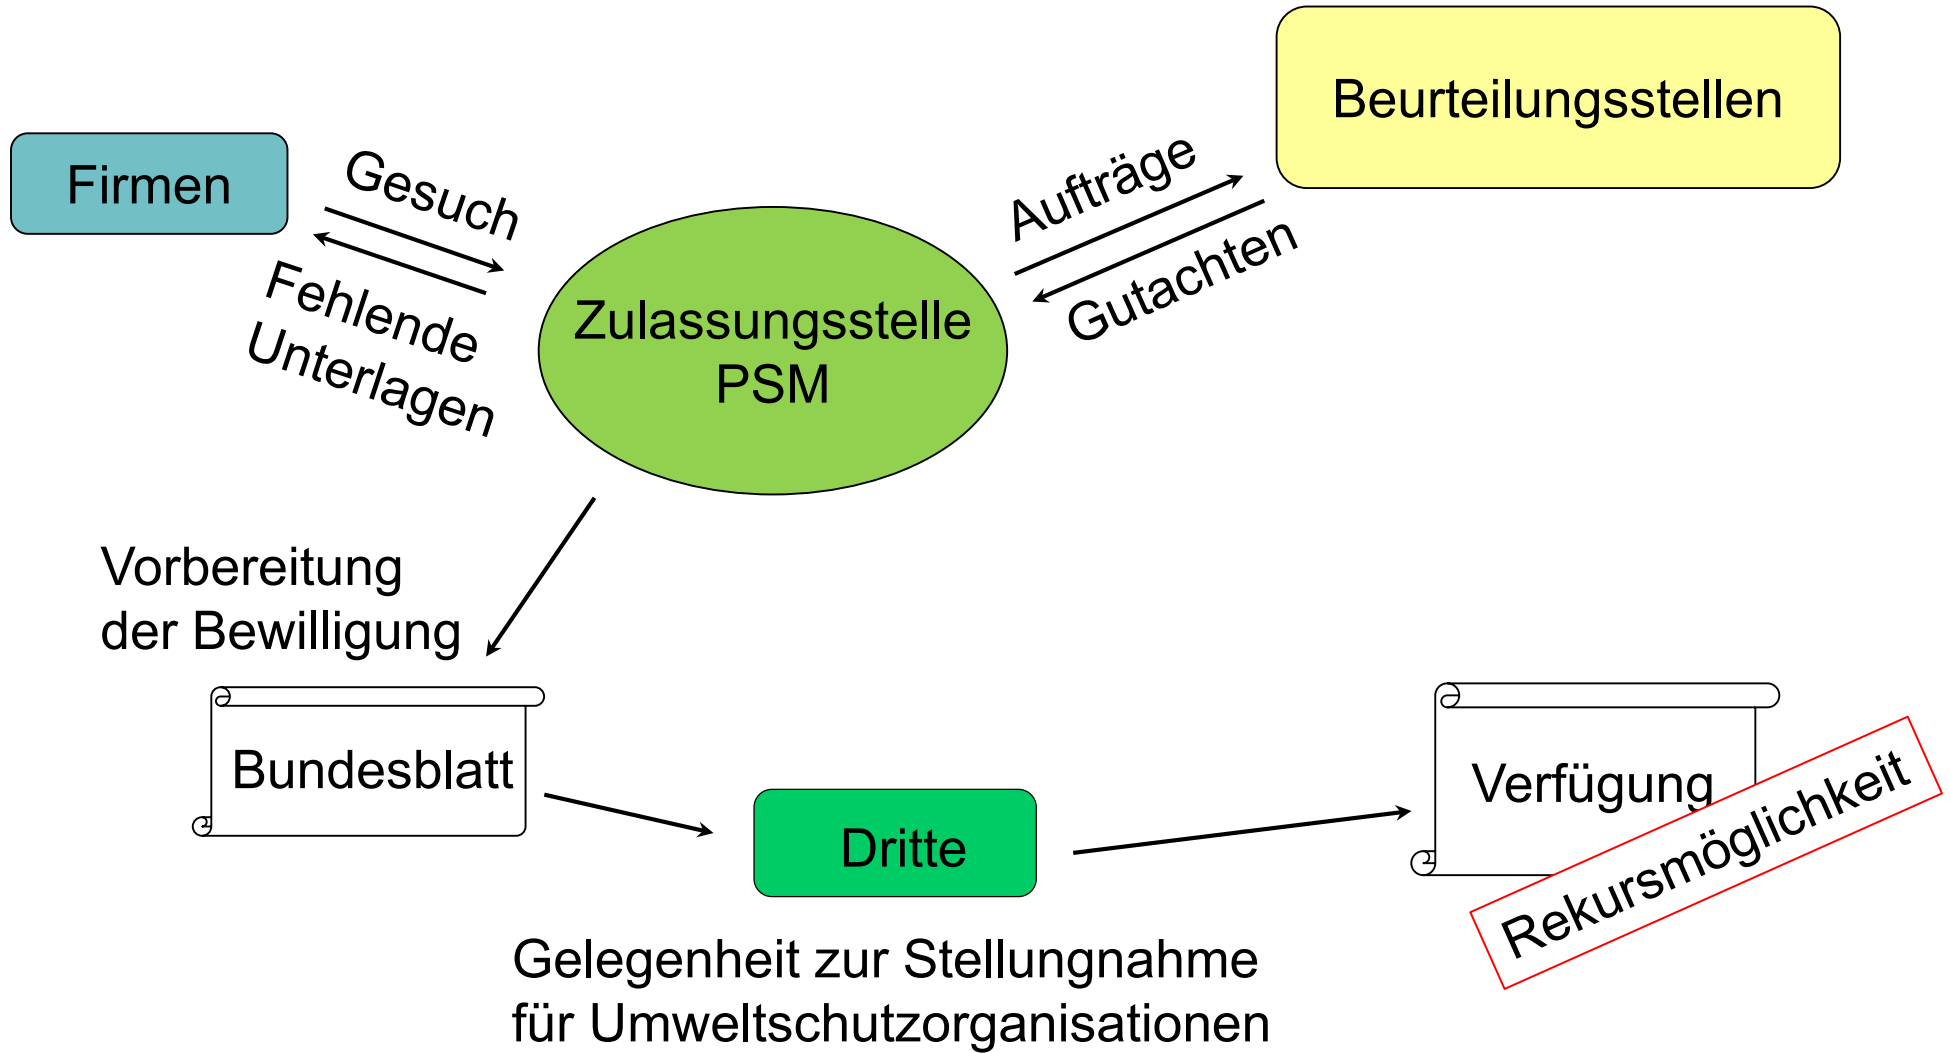 Beurteilungsstellen
Firmen
Gesuch
Fehlende
Unterlagen
Aufträge
Gutachten
Zulassungsstelle
PSM
Vorbereitung
der Bewilligung
Bundesblatt
Dritte
Verfügung
Rekursmöglichkeit
Gelegenheit zur Stellungnahme
für Umweltschutzorganisationen